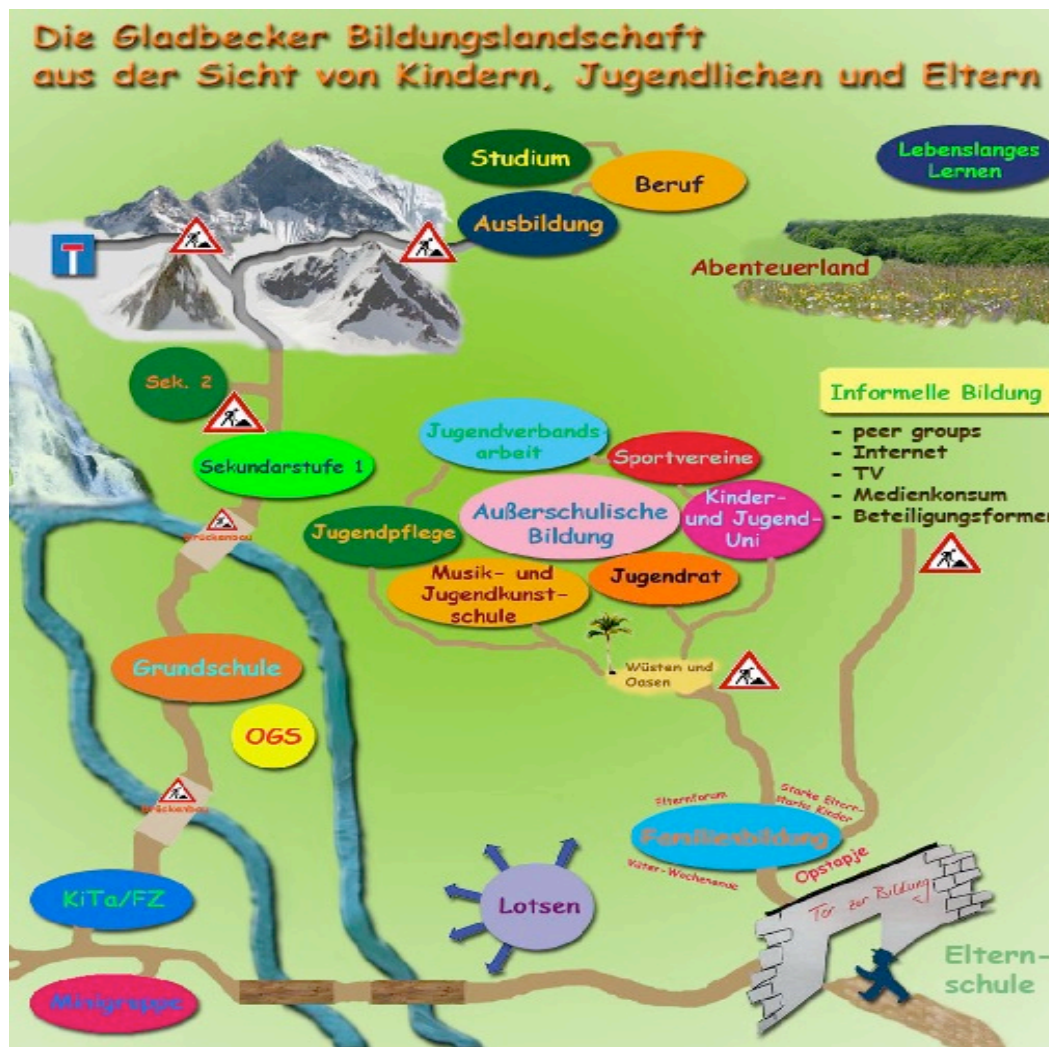 Die Gladbecker Bildungslandschaft
aus der Sicht von Kindern, Jugendlichen und Eltern
Studium
Beruf
Ausbildung
Lebenslanges
Lernen
Abenteuerland
Sek. 2
Sekundarstufe 1
Brückenbau
Informelle Bildung
- peer groups
- Internet
- TV
- Medienkonsum
- Beteiligungsformen
Jugendverbands
arbeit
Sportvereine
Außerschulische
Bildung
Kinder-
und Jugend-
Uni
Jugendpflege
Musik- und
Jugendkunst-
schule
Jugendrat
Wüsten und
Oasen
Grundschule
OGS
Brückenbau
Elternforum
Starke Eltern-
starke Kinder
Familienbildung
Väter-Wochenende
Opstapje
Tor zur Bildung
Eltern-
schule
KiTa/FZ
Lotsen
Minigruppe